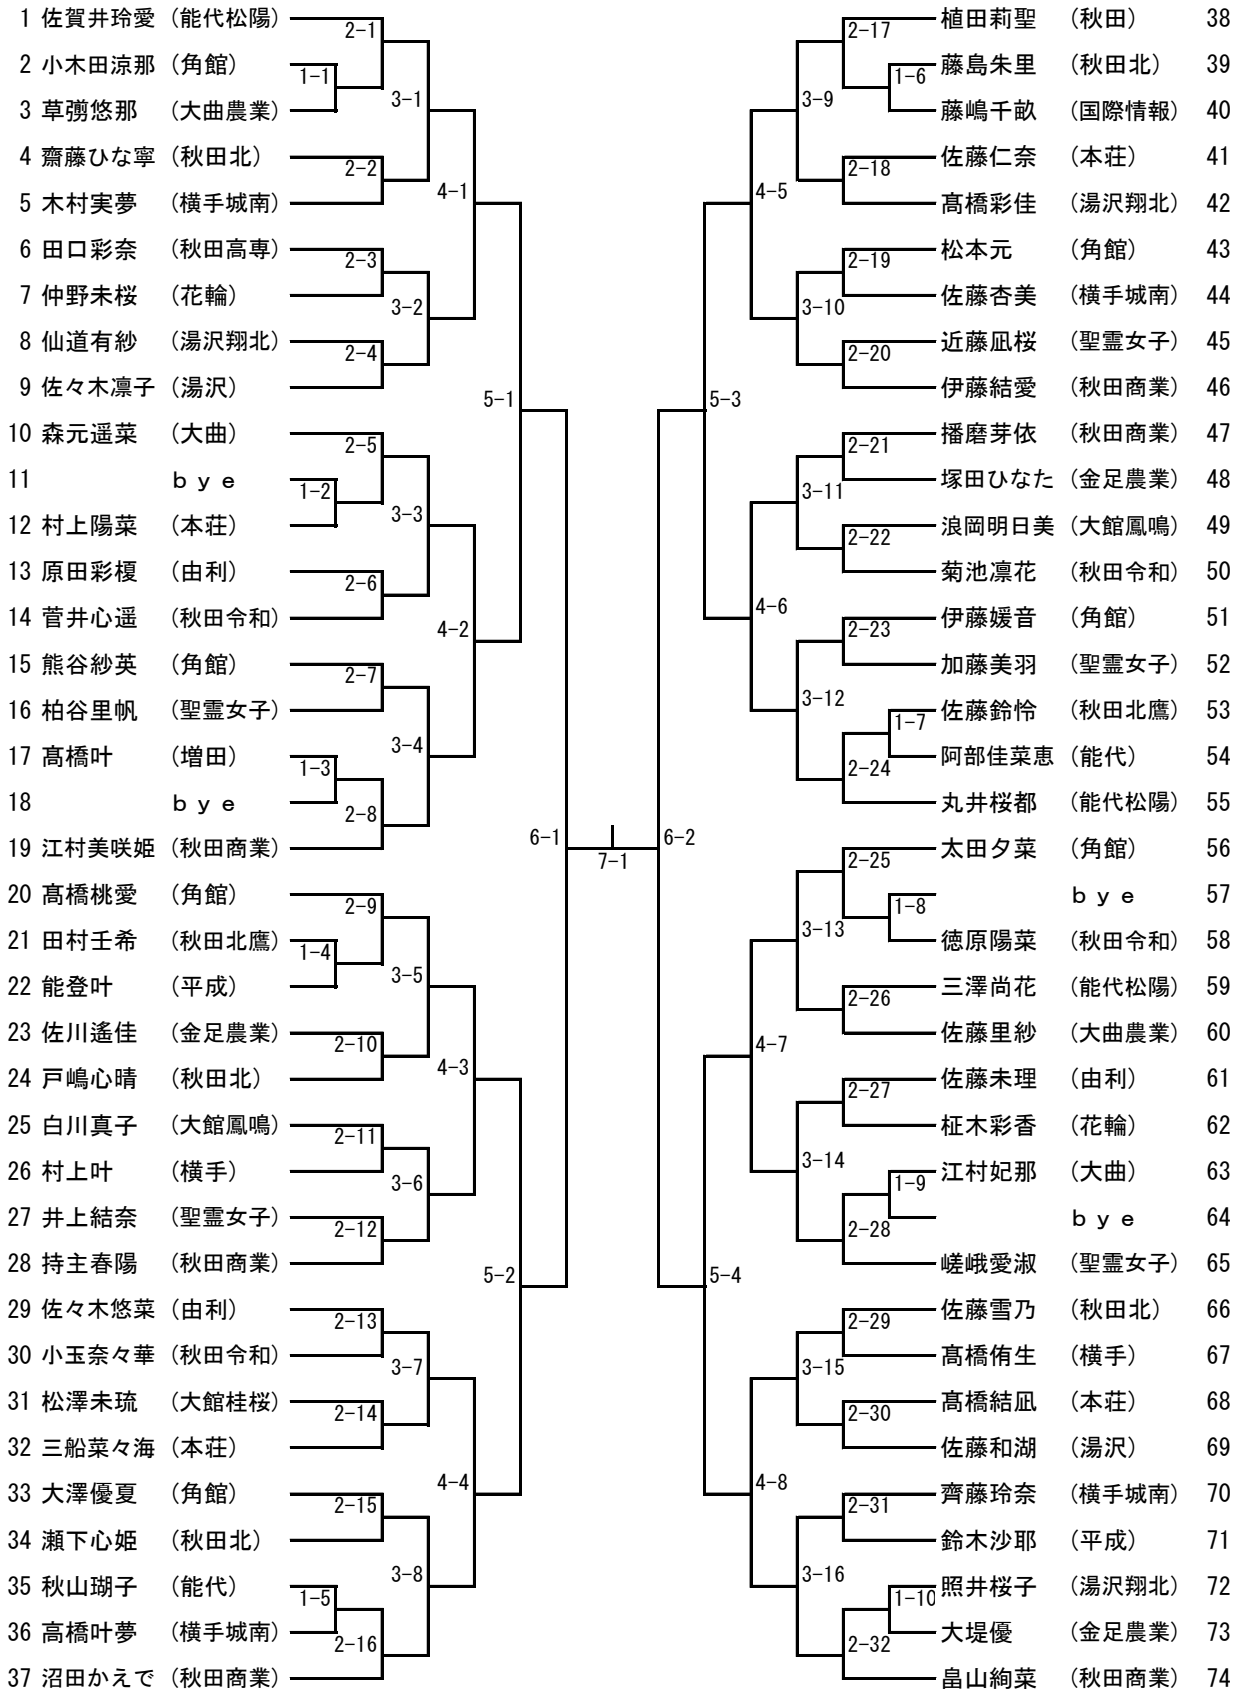 1 佐賀井玲愛 （能代松陽）
2 小木田涼那 （角館）
3 草彅悠那 （大曲農業）
4 齋藤ひな寧 （秋田北）
5 木村実夢 （横手城南）
6 田口彩奈 （秋田高専）
7 仲野未桜 （花輪）
8 仙道有紗 （湯沢翔北）
9 佐々木凛子 （湯沢）
10 森元遥菜 （大曲）
11 ｂｙｅ
12 村上陽菜 （本荘）
13 原田彩榎 （由利）
14 菅井心遥 （秋田令和）
15 熊谷紗英 （角館）
16 柏谷里帆 （聖霊女子）
17 髙橋叶 （増田）
18 ｂｙｅ
19 江村美咲姫 （秋田商業）
20 髙橋桃愛 （角館）
21 田村壬希 （秋田北鷹）
22 能登叶 （平成）
23 佐川遙佳 （金足農業）
24 戸嶋心晴 （秋田北）
25 白川真子 （大館鳳鳴）
26 村上叶 （横手）
27 井上結奈 （聖霊女子）
28 持主春陽 （秋田商業）
29 佐々木悠菜 （由利）
30 小玉奈々華 （秋田令和）
31 松澤未琉 （大館桂桜）
32 三船菜々海 （本荘）
33 大澤優夏 （角館）
34 瀬下心姫 （秋田北）
35 秋山瑚子 （能代）
36 高橋叶夢 （横手城南）
37 沼田かえで （秋田商業）
1-1
1-2
1-3
1-4
1-5
2-1
2-2
2-3
2-4
2-5
2-6
2-7
2-8
2-9
2-10
2-11
2-12
2-13
2-14
2-15
2-16
3-1
3-2
3-3
3-4
3-5
3-6
3-7
3-8
4-1
4-2
4-3
4-4
5-1
5-2
6-1
7-1
6-2
5-3
5-4
4-5
4-6
4-7
4-8
3-9
3-10
3-11
3-12
3-13
3-14
3-15
3-16
2-17
2-18
2-19
2-20
2-21
2-22
2-23
2-24
2-25
2-26
2-27
2-28
2-29
2-30
2-31
2-32
1-6
1-7
1-8
1-9
1-10
植田莉聖 （秋田） 38
藤島朱里 （秋田北） 39
藤嶋千畝 （国際情報） 40
佐藤仁奈 （本荘） 41
髙橋彩佳 （湯沢翔北） 42
松本元 （角館） 43
佐藤杏美 （横手城南） 44
近藤凪桜 （聖霊女子） 45
伊藤結愛 （秋田商業） 46
播磨芽依 （秋田商業） 47
塚田ひなた （金足農業） 48
浪岡明日美 （大館鳳鳴） 49
菊池凛花 （秋田令和） 50
伊藤媛音 （角館） 51
加藤美羽 （聖霊女子） 52
佐藤鈴怜 （秋田北鷹） 53
阿部佳菜恵 （能代） 54
丸井桜都 （能代松陽） 55
太田夕菜 （角館） 56
ｂｙｅ 57
徳原陽菜 （秋田令和） 58
三澤尚花 （能代松陽） 59
佐藤里紗 （大曲農業） 60
佐藤未理 （由利） 61
柾木彩香 （花輪） 62
江村妃那 （大曲） 63
ｂｙｅ 64
嵯峨愛淑 （聖霊女子） 65
佐藤雪乃 （秋田北） 66
髙橋侑生 （横手） 67
髙橋結凪 （本荘） 68
佐藤和湖 （湯沢） 69
齊藤玲奈 （横手城南） 70
鈴木沙耶 （平成） 71
照井桜子 （湯沢翔北） 72
大堤優 （金足農業） 73
畠山絢菜 （秋田商業） 74